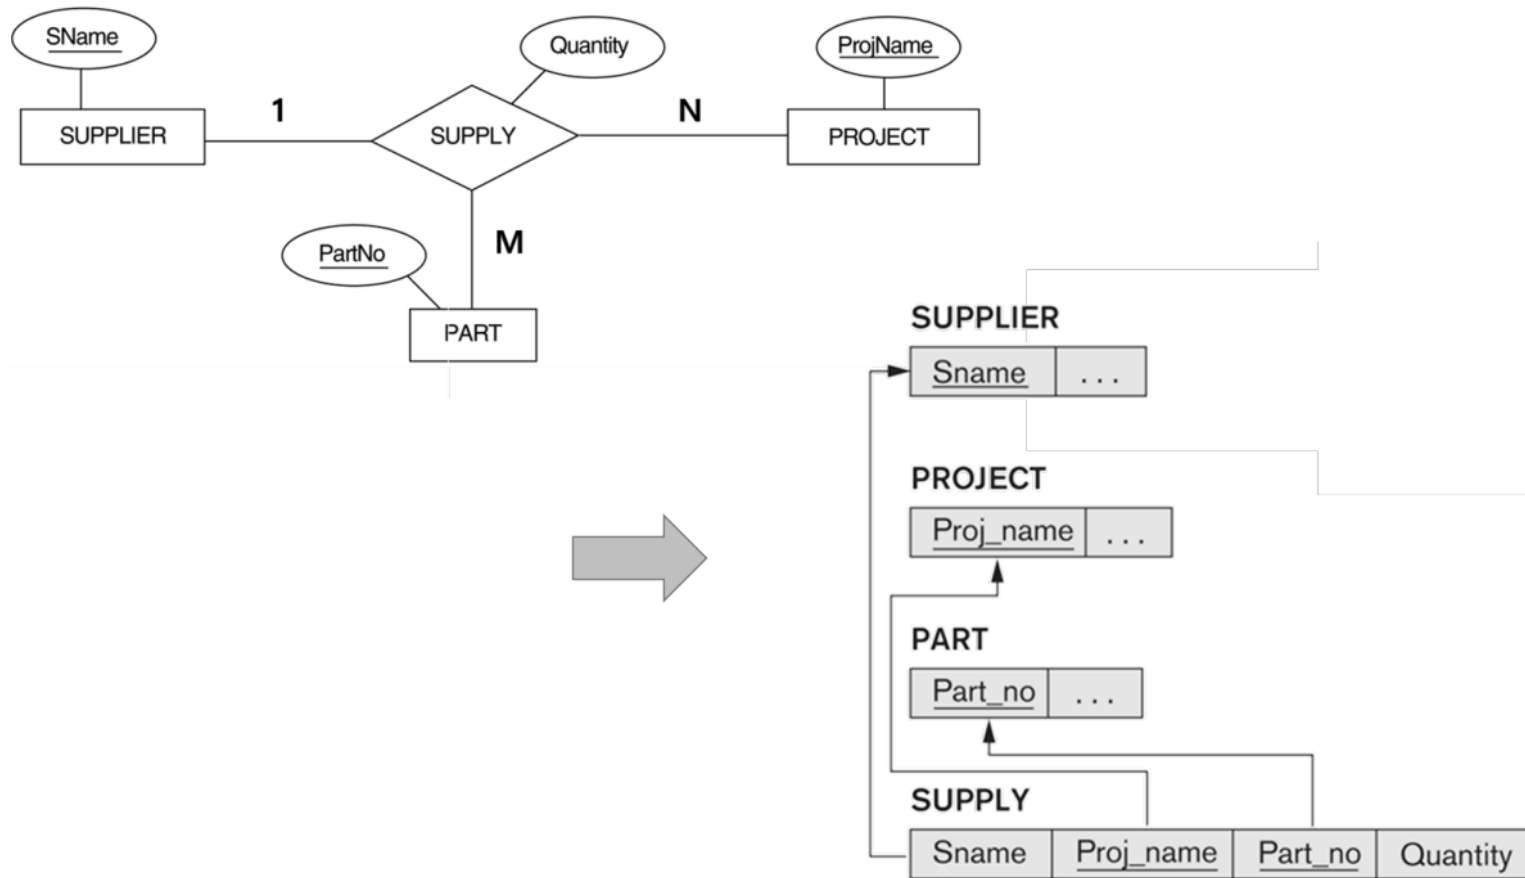 SName
Quantity
ProjName
1
N
SUPPLIER
SUPPLY
PROJECT
PartNo
M
PART
SUPPLIER
Sname ...
PROJECT
Proj_name ...
PART
Part_no ...
SUPPLY
Sname Proj_name Part_no Quantity